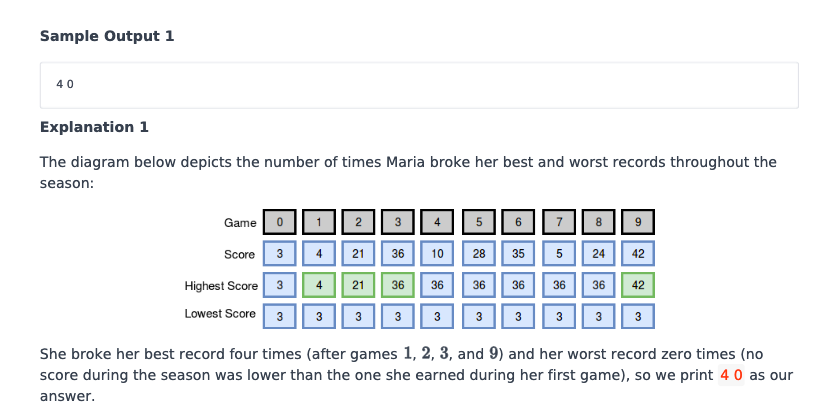 Sample Output 1
4 0
Explanation 1
The diagram below depicts the number of times Maria broke her best and worst records throughout the
season:
Game 0 1 2 3 4 5 6 7 8 9
Score 3 4 21 36 10 28 35 5 24 42
Highest Score 3 4 21 36 36 36 36 36 36 42
Lowest Score 3 3 3 3 3 3 3 3 3 3
She broke her best record four times (after games 1, 2, 3, and 9) and her worst record zero times (no
score during the season was lower than the one she earned during her first game), so we print 4 0 as our
answer.